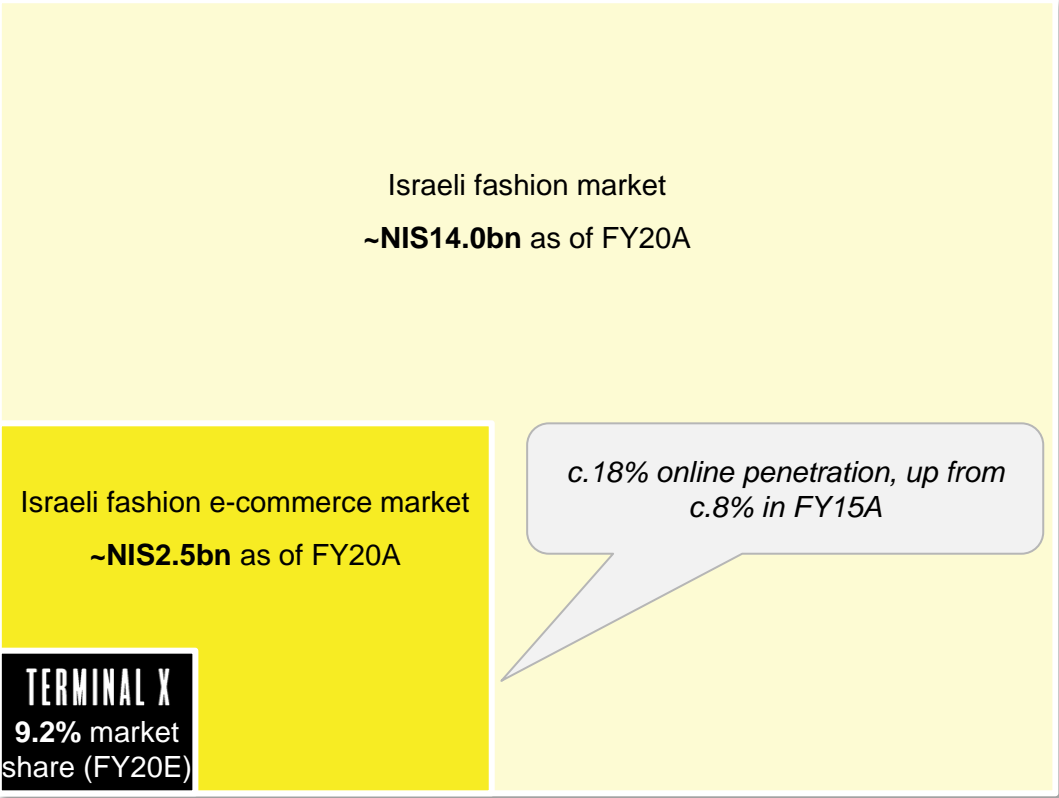 Israeli fashion market
~NIS14.0bn as of FY20A
Israeli fashion e-commerce market
~NIS2.5bn as of FY20A
c.18% online penetration, up from
c.8% in FY15A
TERMINAL X
9.2% market
share (FY20E)